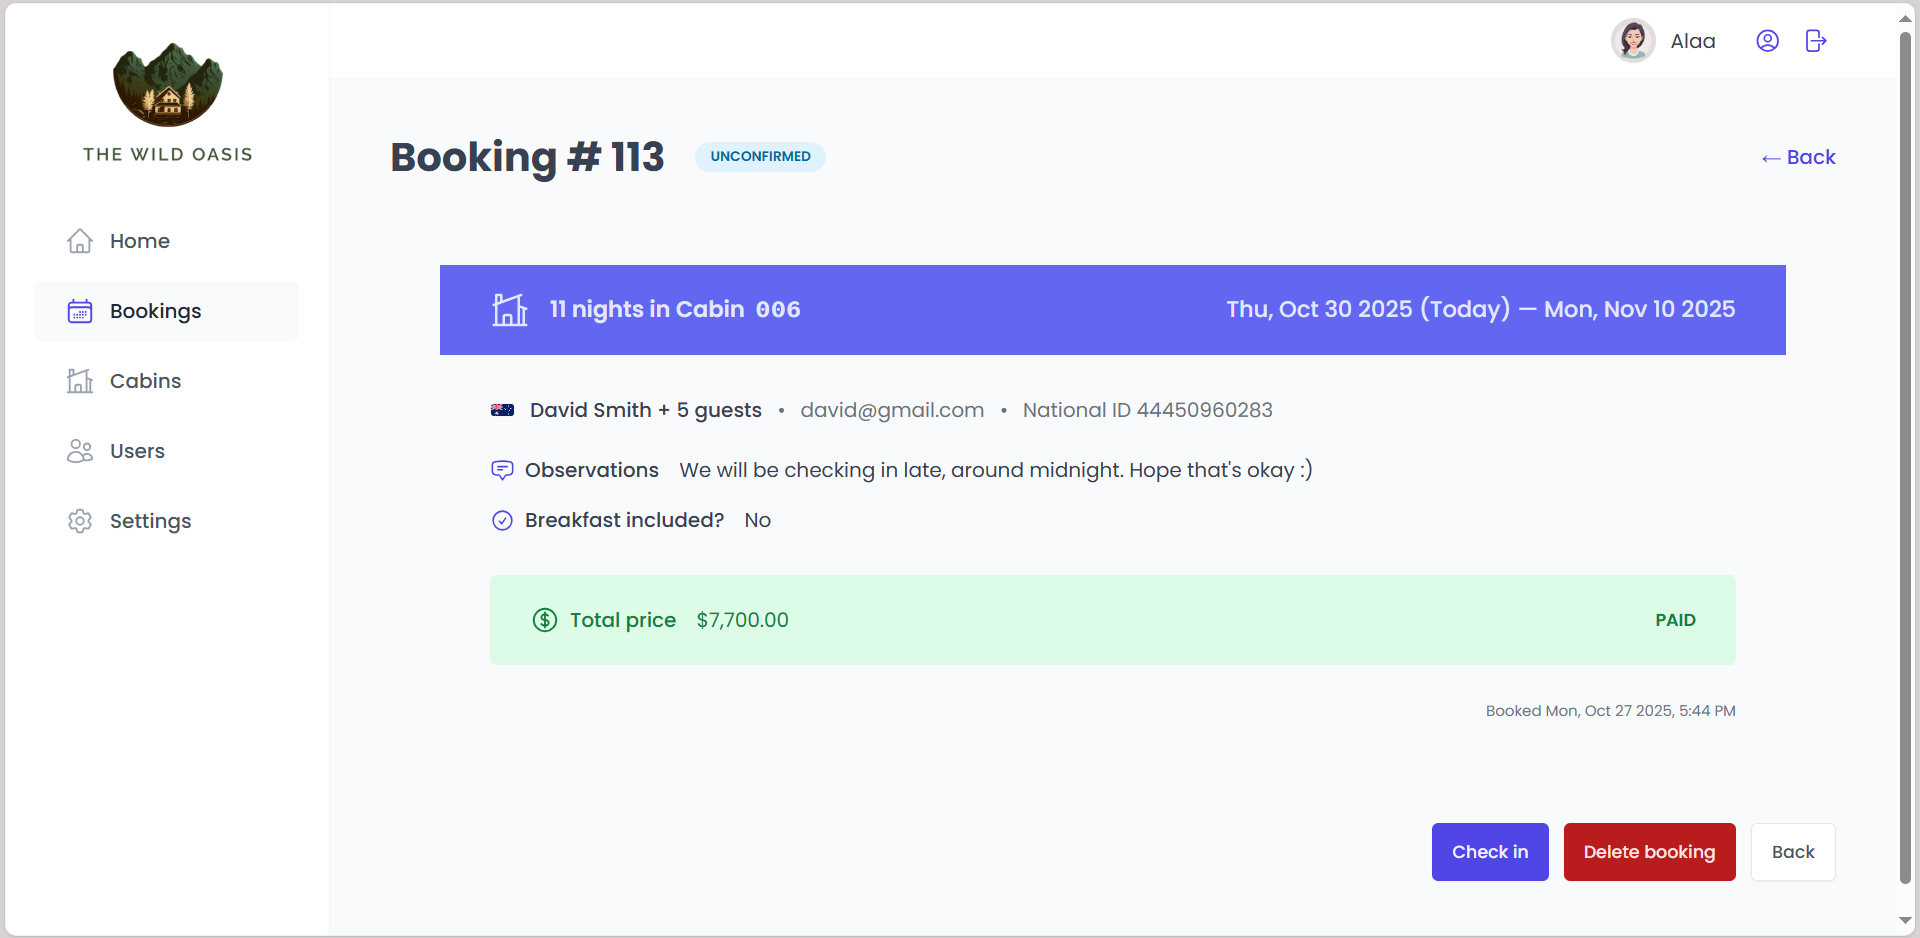 THE WILD OASIS
Home
Bookings
Cabins
Users
Settings
Alaa
Booking # 113 UNCONFIRMED
← Back
11 nights in Cabin 006
Thu, Oct 30 2025 (Today) — Mon, Nov 10 2025
David Smith + 5 guests • david@gmail.com • National ID 44450960283
Observations We will be checking in late, around midnight. Hope that's okay :)
Breakfast included? No
Total price $7,700.00
PAID
Booked Mon, Oct 27 2025, 5:44 PM
Check in Delete booking Back